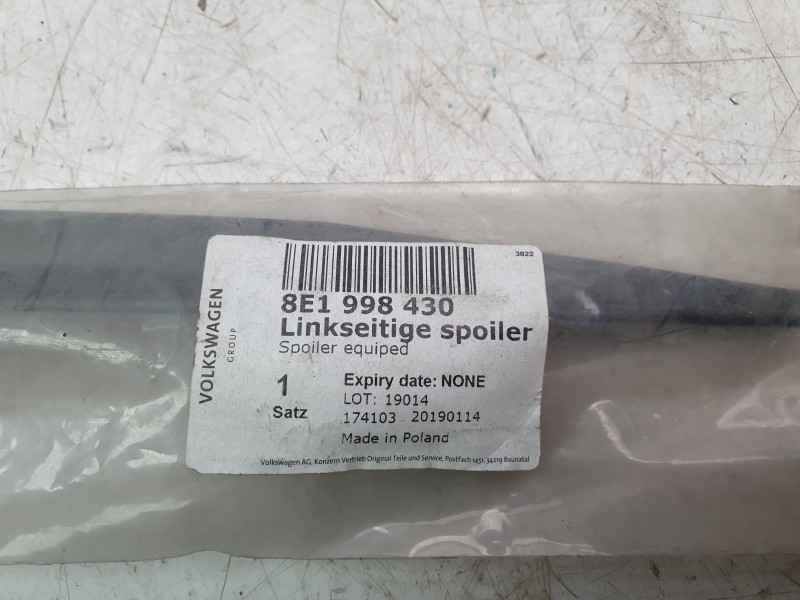 3822
8E1 998 430
Linkseitige spoiler
Spoiler equiped
VOLKSWAGEN
GROUP
1
Satz
Expiry date: NONE
LOT: 19014
174103 20190114
Made in Poland
Volkswagen AG, Konzern Vertrieb Original Teile und Service, Postfach 1451, 34219 Baunatal